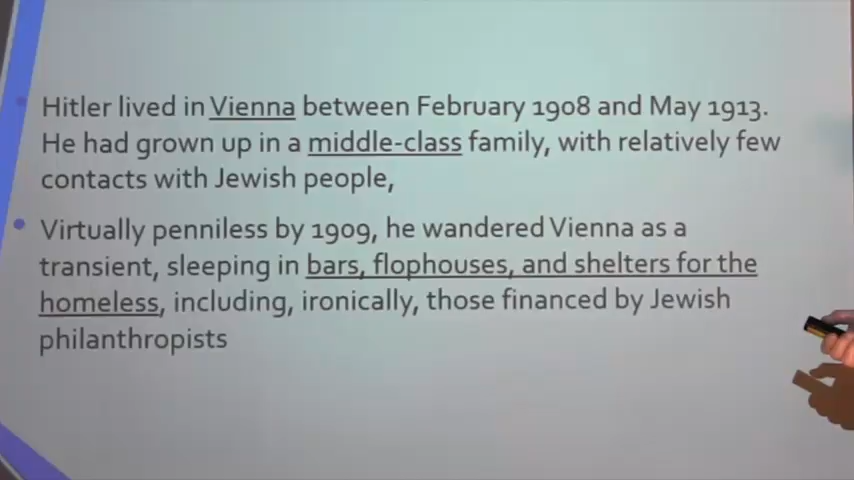 Hitler lived in Vienna between February 1908 and May 1913.
He had grown up in a middle-class family, with relatively few
contacts with Jewish people,
Virtually penniless by 1909, he wandered Vienna as a
transient, sleeping in bars, flophouses, and shelters for the
homeless, including, ironically, those financed by Jewish
philanthropists